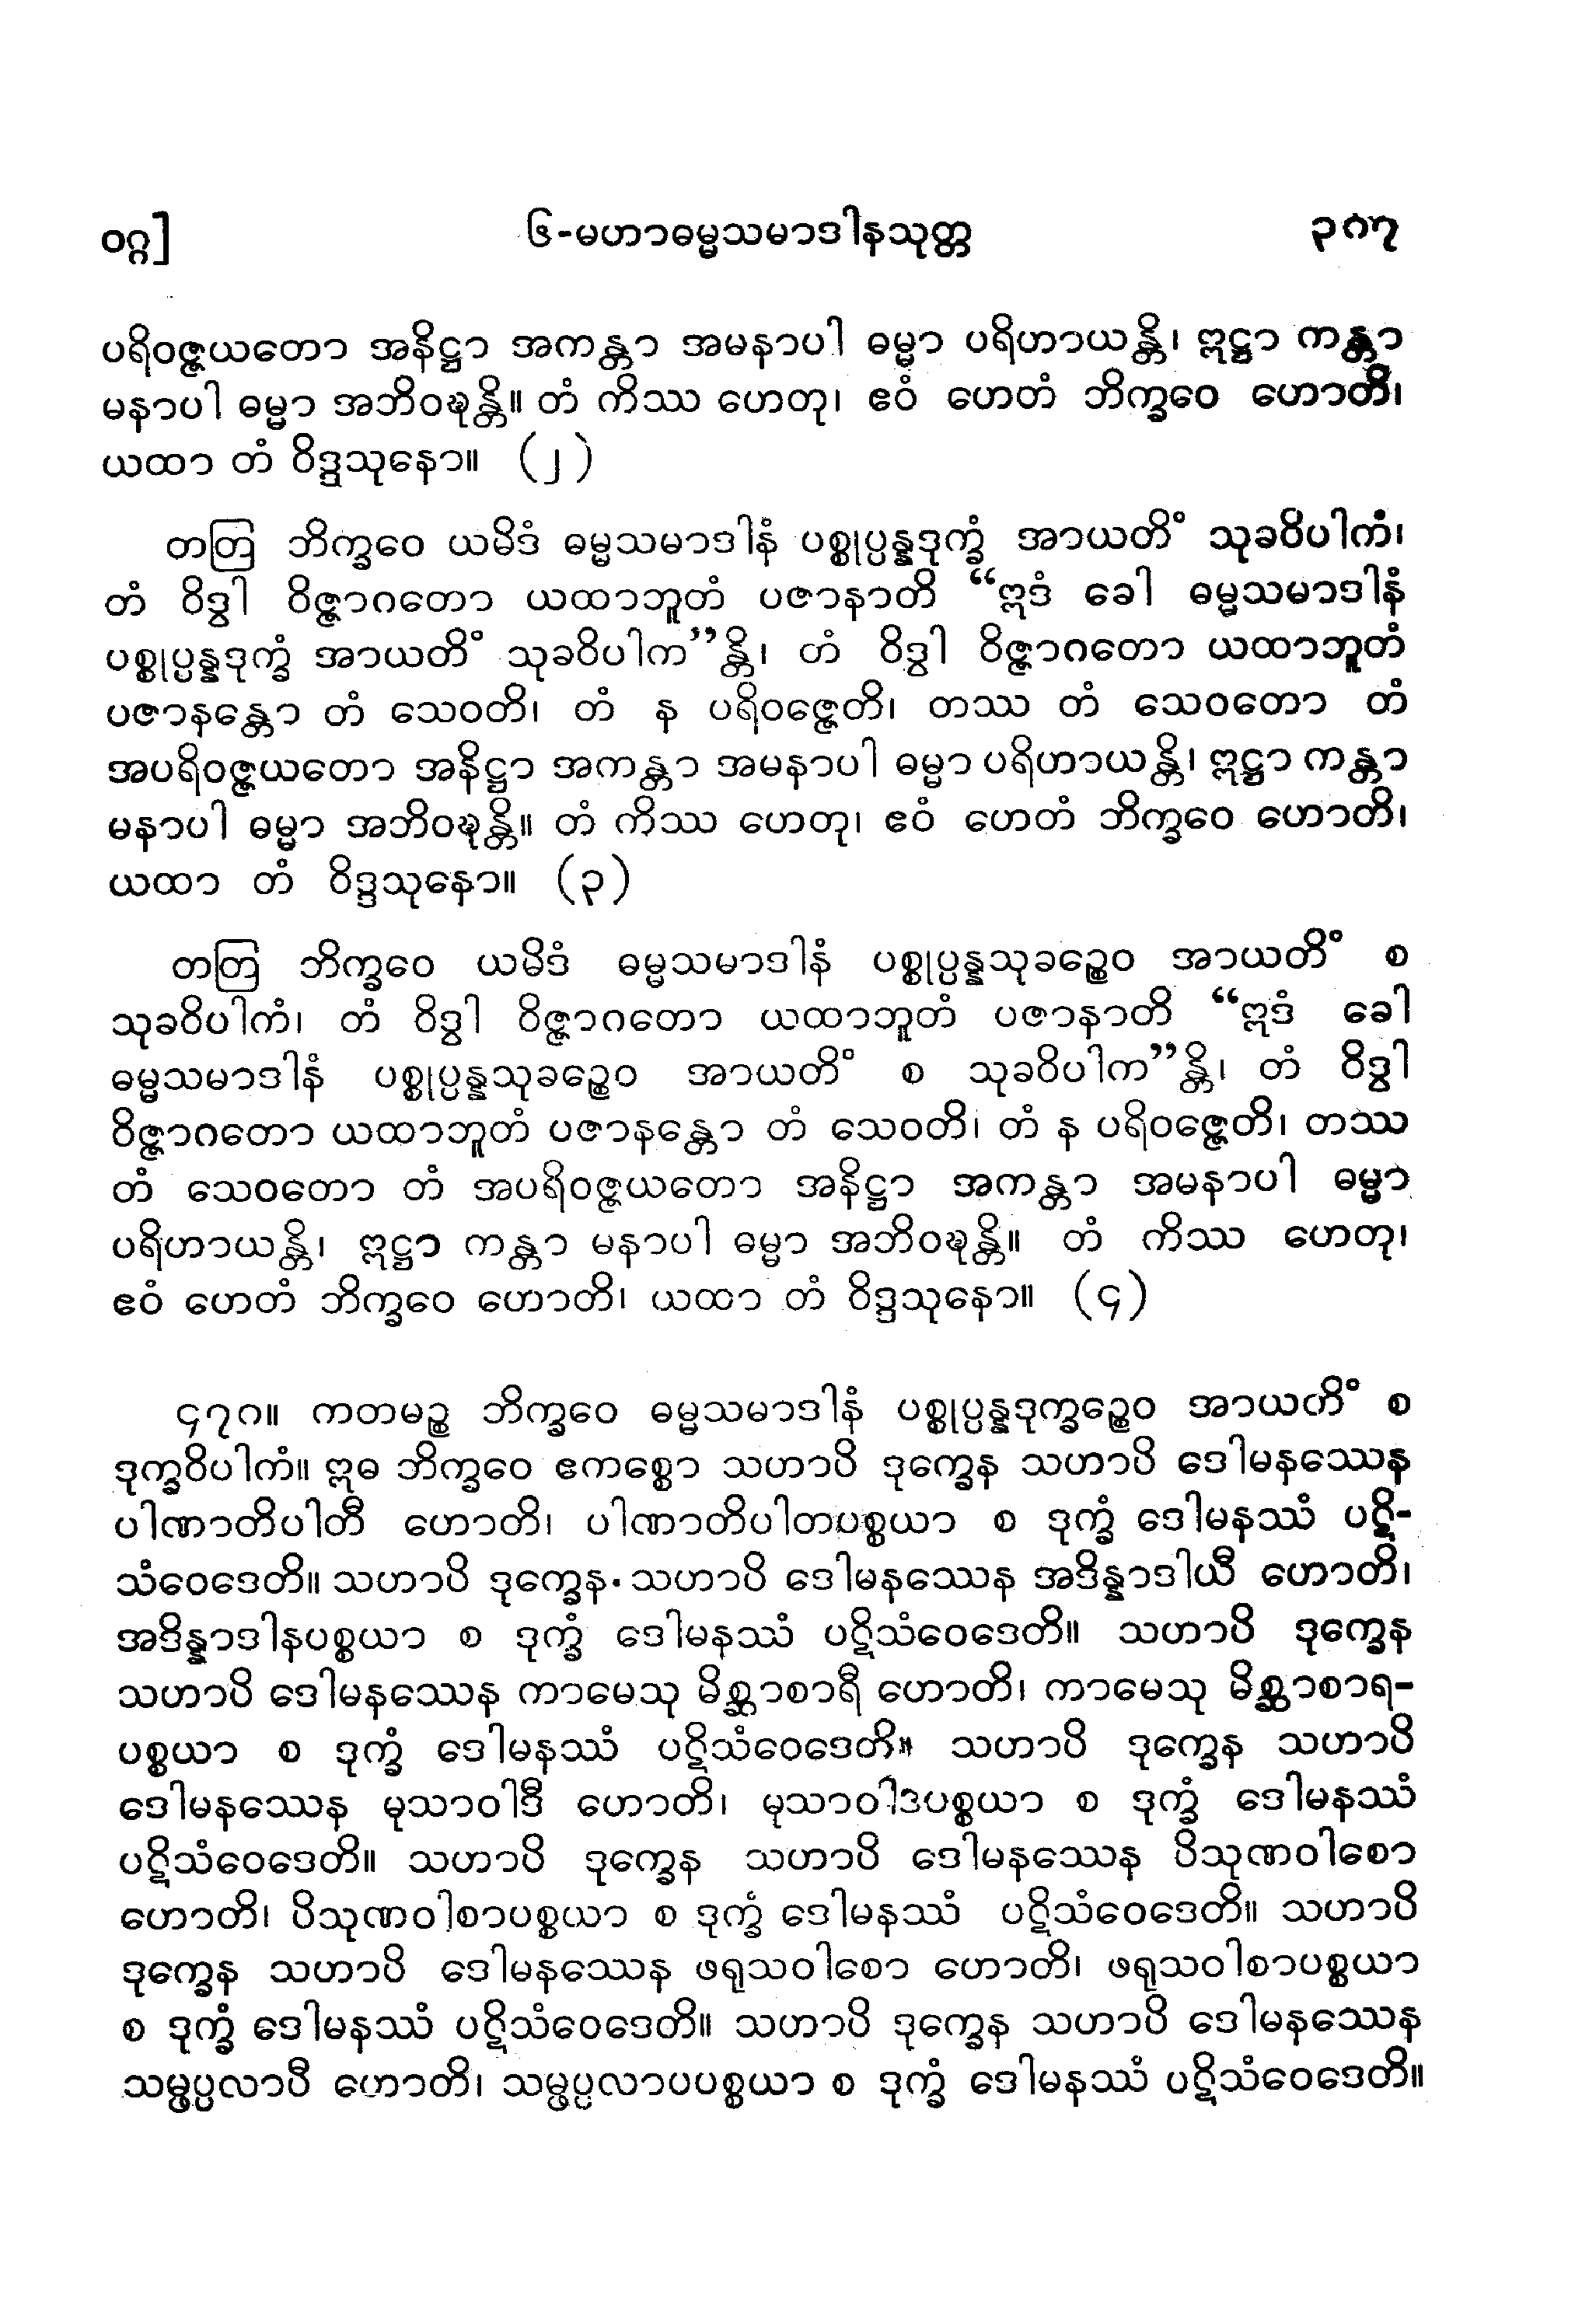 ၀ဂ္ဂ] ၆-မဟာဓမ္မသမာဒါနသုတ္တ ၃၈၇
ပရိဝဇ္ဇယတော အနိဋ္ဌာ အကန္တာ အမနာပါ ဓမ္မာ ပရိဟာယန္တိ၊ ဣဋ္ဌာ ကန္တာ
မနာပါ ဓမ္မာ အဘိဝဍ္ဎန္တိ။ တံ ကိဿ ဟေတု၊ ဧဝံ ဟေတံ ဘိက္ခဝေ ဟောတိ၊
ယထာ တံ ဝိဒ္ဒသုနော။ (၂)
တတြ ဘိက္ခဝေ ယမိဒံ ဓမ္မသမာဒါနံ ပစ္စုပ္ပန္နဒုက္ခံ အာယတိံ သုခဝိပါကံ၊
တံ ဝိဒွါ ဝိဇ္ဇာဂတော ယထာဘူတံ ပဇာနာတိ “ဣဒံ ခေါ ဓမ္မသမာဒါနံ
ပစ္စုပ္ပန္နဒုက္ခံ အာယတိံ သုခဝိပါက”န္တိ၊ တံ ဝိဒွါ ဝိဇ္ဇာဂတော ယထာဘူတံ
ပဇာနန္တော တံ သေဝတိ၊ တံ န ပရိဝဇ္ဇေတိ၊ တဿ တံ သေဝတော တံ
အပရိဝဇ္ဇယတော အနိဋ္ဌာ အကန္တာ အမနာပါ ဓမ္မာ ပရိဟာယန္တိ၊ ဣဋ္ဌာ ကန္တာ
မနာပါ ဓမ္မာ အဘိဝဍ္ဎန္တိ။ တံ ကိဿ ဟေတု၊ ဧဝံ ဟေတံ ဘိက္ခဝေ ဟောတိ၊
ယထာ တံ ဝိဒ္ဒသုနော။ (၃)
တတြ ဘိက္ခဝေ ယမိဒံ ဓမ္မသမာဒါနံ ပစ္စုပ္ပန္နသုခဉ္စေဝ အာယတိံ စ
သုခဝိပါကံ၊ တံ ဝိဒွါ ဝိဇ္ဇာဂတော ယထာဘူတံ ပဇာနာတိ “ဣဒံ ခေါ
ဓမ္မသမာဒါနံ ပစ္စုပ္ပန္နသုခဉ္စေဝ အာယတိံ စ သုခဝိပါက”န္တိ၊ တံ ဝိဒွါ
ဝိဇ္ဇာဂတော ယထာဘူတံ ပဇာနန္တော တံ သေဝတိ၊ တံ န ပရိဝဇ္ဇေတိ၊ တဿ
တံ သေဝတော တံ အပရိဝဇ္ဇယတော အနိဋ္ဌာ အကန္တာ အမနာပါ ဓမ္မာ
ပရိဟာယန္တိ၊ ဣဋ္ဌာ ကန္တာ မနာပါ ဓမ္မာ အဘိဝဍ္ဎန္တိ။ တံ ကိဿ ဟေတု၊
ဧဝံ ဟေတံ ဘိက္ခဝေ ဟောတိ၊ ယထာ တံ ဝိဒ္ဒသုနော။ (၄)
၄၇၈။ ကတမဉ္စ ဘိက္ခဝေ ဓမ္မသမာဒါနံ ပစ္စုပ္ပန္နဒုက္ခဉ္စေဝ အာယတိံ စ
ဒုက္ခဝိပါကံ။ ဣဓ ဘိက္ခဝေ ဧကစ္စော သဟာပိ ဒုက္ခေန သဟာပိ ဒေါမနဿေန
ပါဏာတိပါတီ ဟောတိ၊ ပါဏာတိပါတပစ္စယာ စ ဒုက္ခံ ဒေါမနဿံ ပဋိ-
သံဝေဒေတိ။ သဟာပိ ဒုက္ခေန သဟာပိ ဒေါမနဿေန အဒိန္နာဒါယီ ဟောတိ၊
အဒိန္နာဒါနပစ္စယာ စ ဒုက္ခံ ဒေါမနဿံ ပဋိသံဝေဒေတိ။ သဟာပိ ဒုက္ခေန
သဟာပိ ဒေါမနဿေန ကာမေသု မိစ္ဆာစာရီ ဟောတိ၊ ကာမေသု မိစ္ဆာစာရ-
ပစ္စယာ စ ဒုက္ခံ ဒေါမနဿံ ပဋိသံဝေဒေတိ။ သဟာပိ ဒုက္ခေန သဟာပိ
ဒေါမနဿေန မုသာဝါဒီ ဟောတိ၊ မုသာဝါဒပစ္စယာ စ ဒုက္ခံ ဒေါမနဿံ
ပဋိသံဝေဒေတိ။ သဟာပိ ဒုက္ခေန သဟာပိ ဒေါမနဿေန ပိသုဏဝါစော
ဟောတိ၊ ပိသုဏဝါစာပစ္စယာ စ ဒုက္ခံ ဒေါမနဿံ ပဋိသံဝေဒေတိ။ သဟာပိ
ဒုက္ခေန သဟာပိ ဒေါမနဿေန ဖရုသဝါစော ဟောတိ၊ ဖရုသဝါစာပစ္စယာ
စ ဒုက္ခံ ဒေါမနဿံ ပဋိသံဝေဒေတိ။ သဟာပိ ဒုက္ခေန သဟာပိ ဒေါမနဿေန
သမ္ဖပ္ပလာပီ ဟောတိ၊ သမ္ဖပ္ပလာပပစ္စယာ စ ဒုက္ခံ ဒေါမနဿံ ပဋိသံဝေဒေတိ။